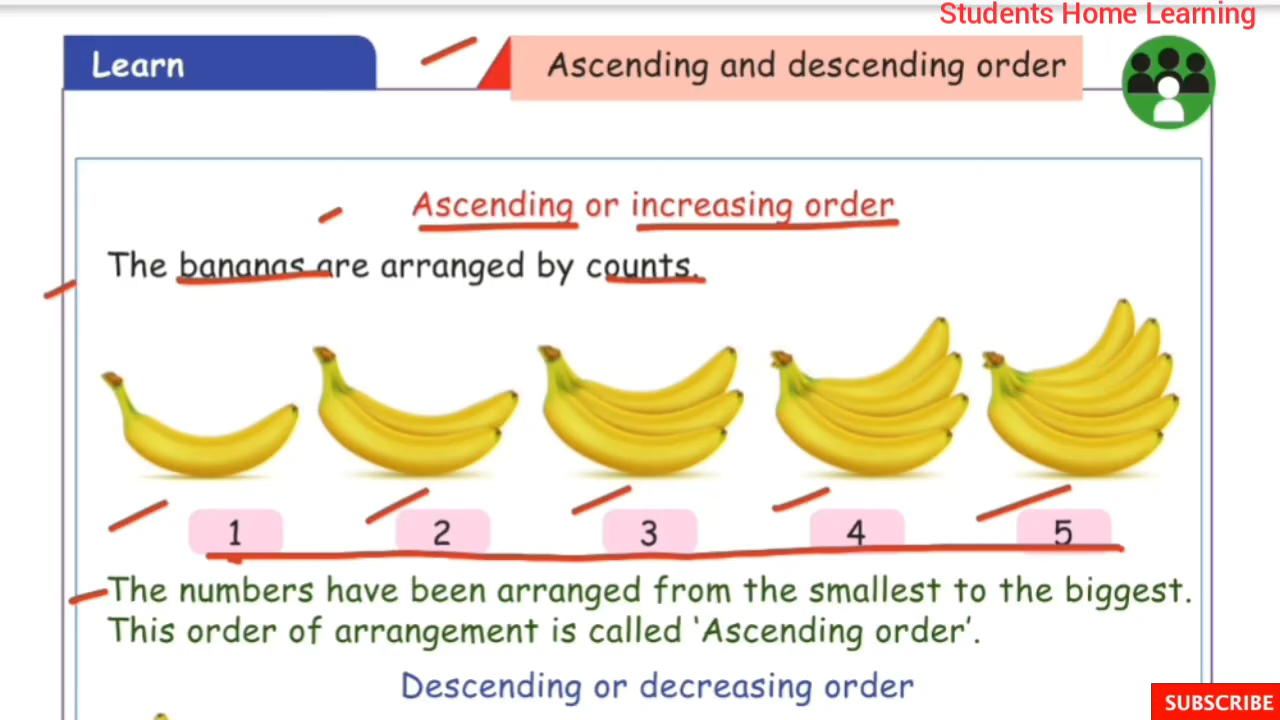 Students Home Learning
Learn
Ascending and descending order
Ascending or increasing order
The bananas are arranged by counts.
1 2 3 4 5
The numbers have been arranged from the smallest to the biggest.
This order of arrangement is called ‘Ascending order’.
Descending or decreasing order
SUBSCRIBE